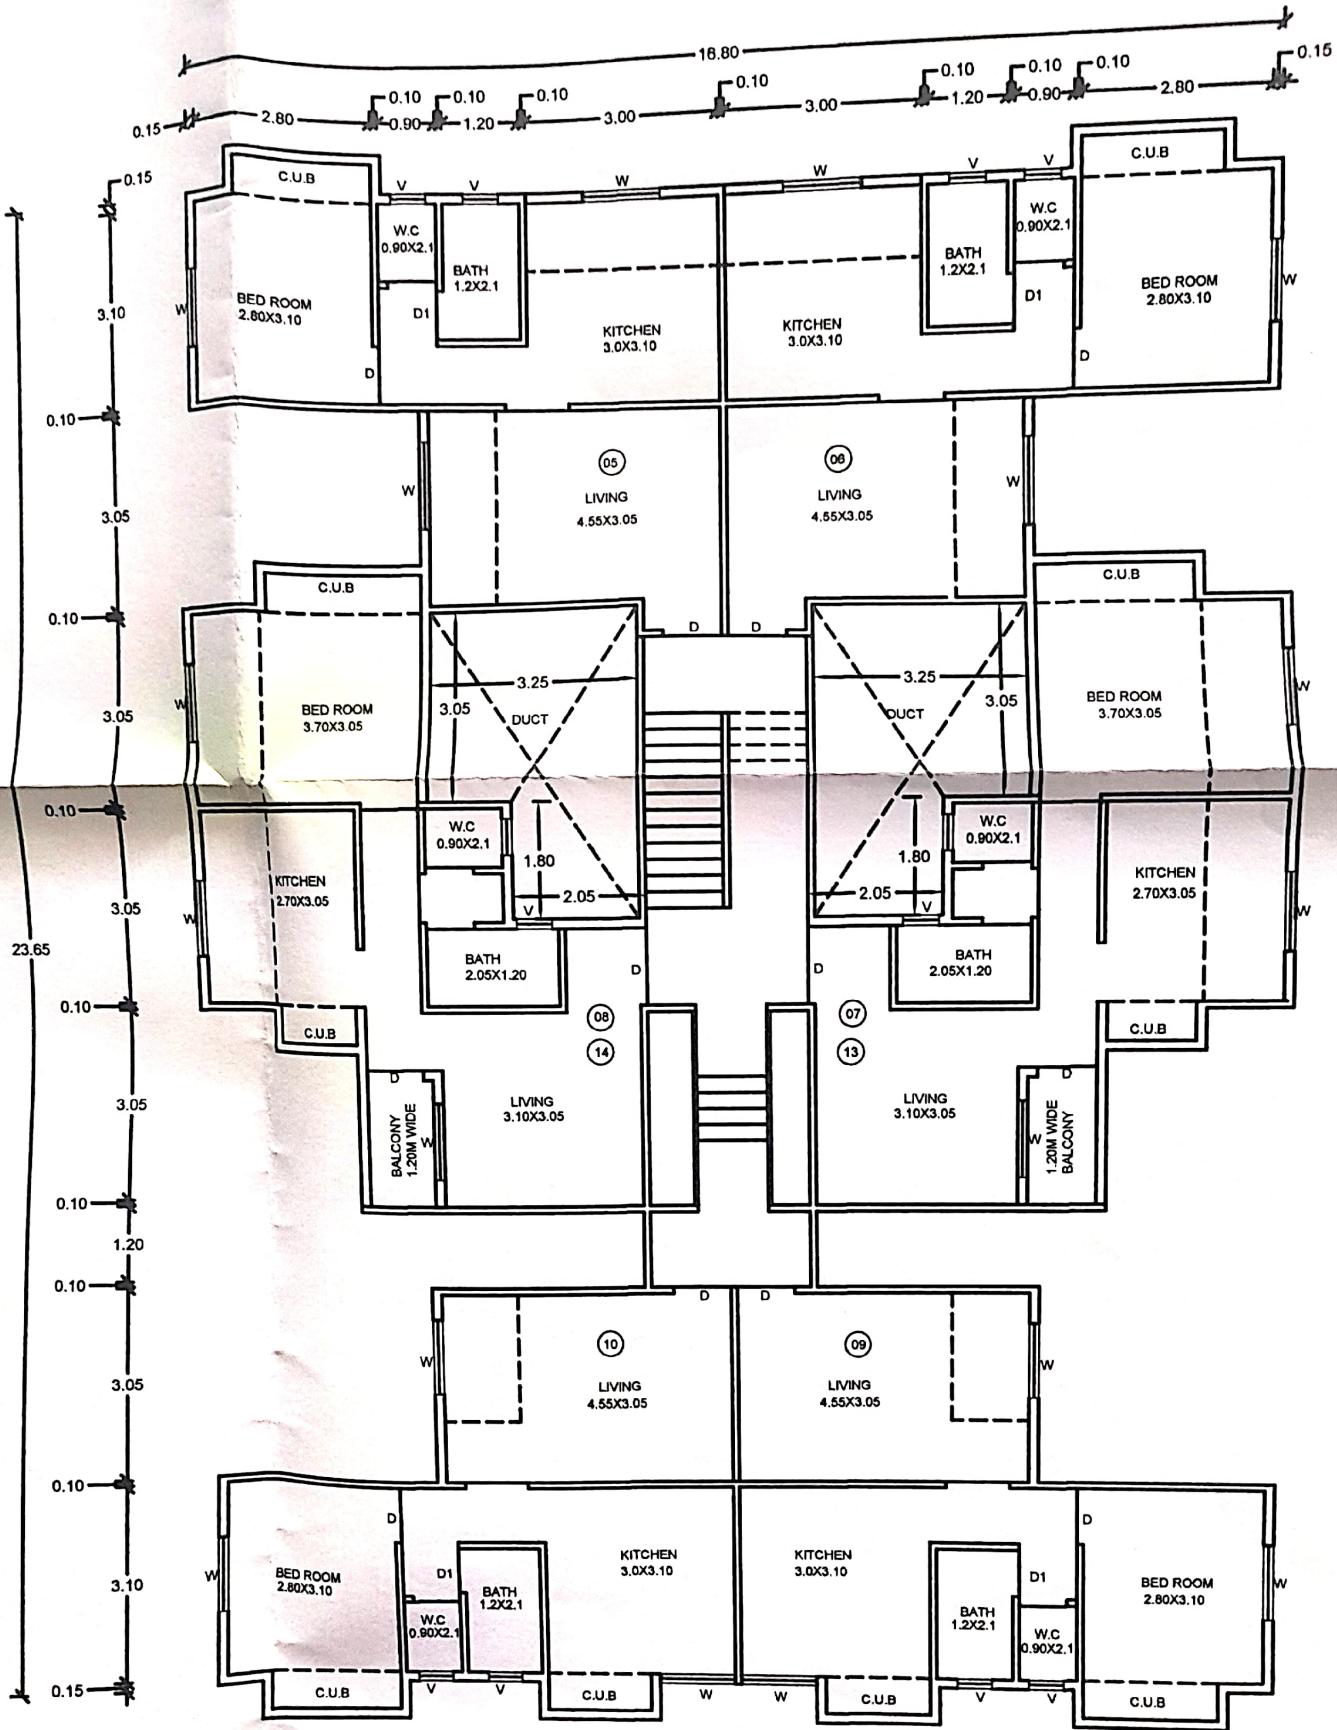 16.80
0.15
2.80
0.10
0.90
0.10
1.20
0.10
3.00
0.10
3.00
0.10
1.20
0.10
0.90
0.10
2.80
0.15
0.15
C.U.B
V
V
W
W
V
V
C.U.B
W.C
0.90X2.1
BATH
1.2X2.1
BATH
1.2X2.1
W.C
0.90X2.1
3.10
W
BED ROOM
2.80X3.10
D1
KITCHEN
3.0X3.10
KITCHEN
3.0X3.10
D1
BED ROOM
2.80X3.10
W
D
D
0.10
05
06
3.05
W
LIVING
4.55X3.05
LIVING
4.55X3.05
W
C.U.B
C.U.B
0.10
D
D
3.25
3.25
3.05
W
BED ROOM
3.70X3.05
3.05
DUCT
DUCT
3.05
BED ROOM
3.70X3.05
W
0.10
W.C
0.90X2.1
1.80
1.80
W.C
0.90X2.1
3.05
W
KITCHEN
2.70X3.05
2.05
V
2.05
V
KITCHEN
2.70X3.05
W
23.65
BATH
2.05X1.20
D
D
BATH
2.05X1.20
0.10
C.U.B
08
07
C.U.B
14
13
3.05
D
BALCONY
1.20M WIDE
W
LIVING
3.10X3.05
LIVING
3.10X3.05
W
D
1.20M WIDE
BALCONY
0.10
1.20
0.10
D
D
10
09
W
W
3.05
LIVING
4.55X3.05
LIVING
4.55X3.05
0.10
D
D
3.10
W
BED ROOM
2.80X3.10
D1
BATH
1.2X2.1
KITCHEN
3.0X3.10
KITCHEN
3.0X3.10
BATH
1.2X2.1
D1
BED ROOM
2.80X3.10
W
W.C
0.90X2.1
W.C
0.90X2.1
0.15
C.U.B
V
V
C.U.B
W
W
C.U.B
V
V
C.U.B